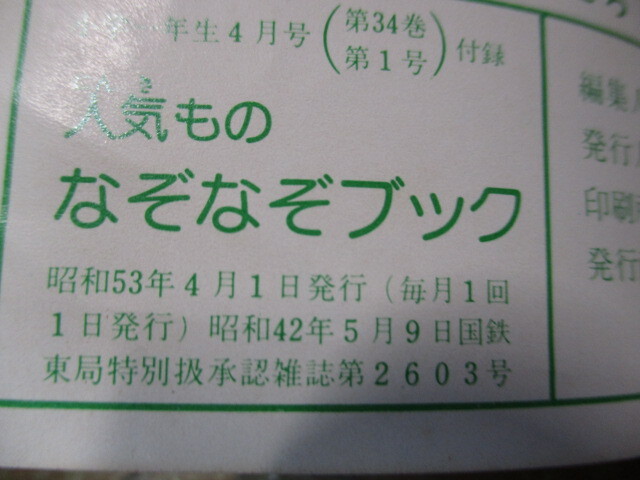 年生4月号(第34巻
第1号)付録
人気もの
なぞなぞブック
昭和53年4月1日発行(毎月1回
1日発行)昭和42年5月9日国鉄
東局特別扱承認雑誌第2603号
編集
発行
印刷
発行